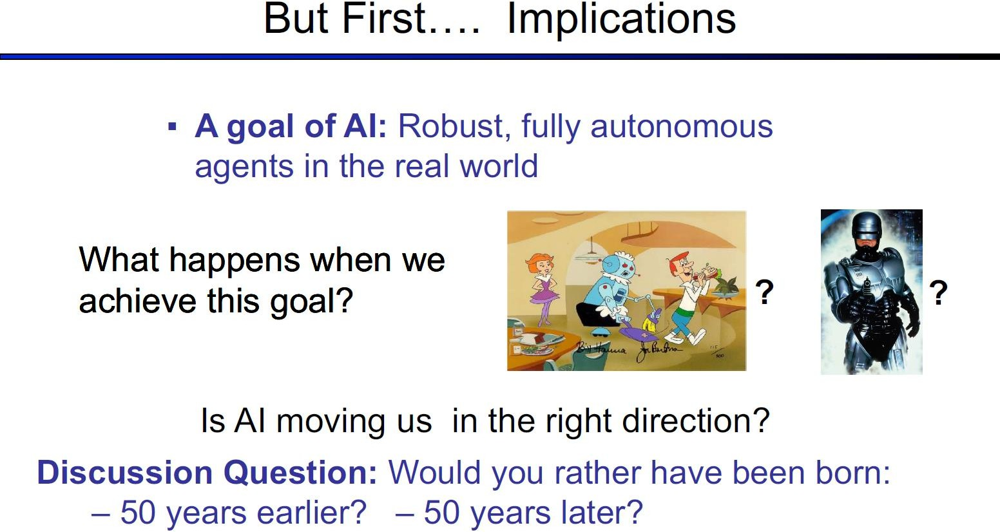 But First.... Implications
▪ A goal of AI: Robust, fully autonomous
agents in the real world
What happens when we
achieve this goal?
?
?
Bill Hanna Joe Barbera 115/300
Is AI moving us in the right direction?
Discussion Question: Would you rather have been born:
– 50 years earlier? – 50 years later?